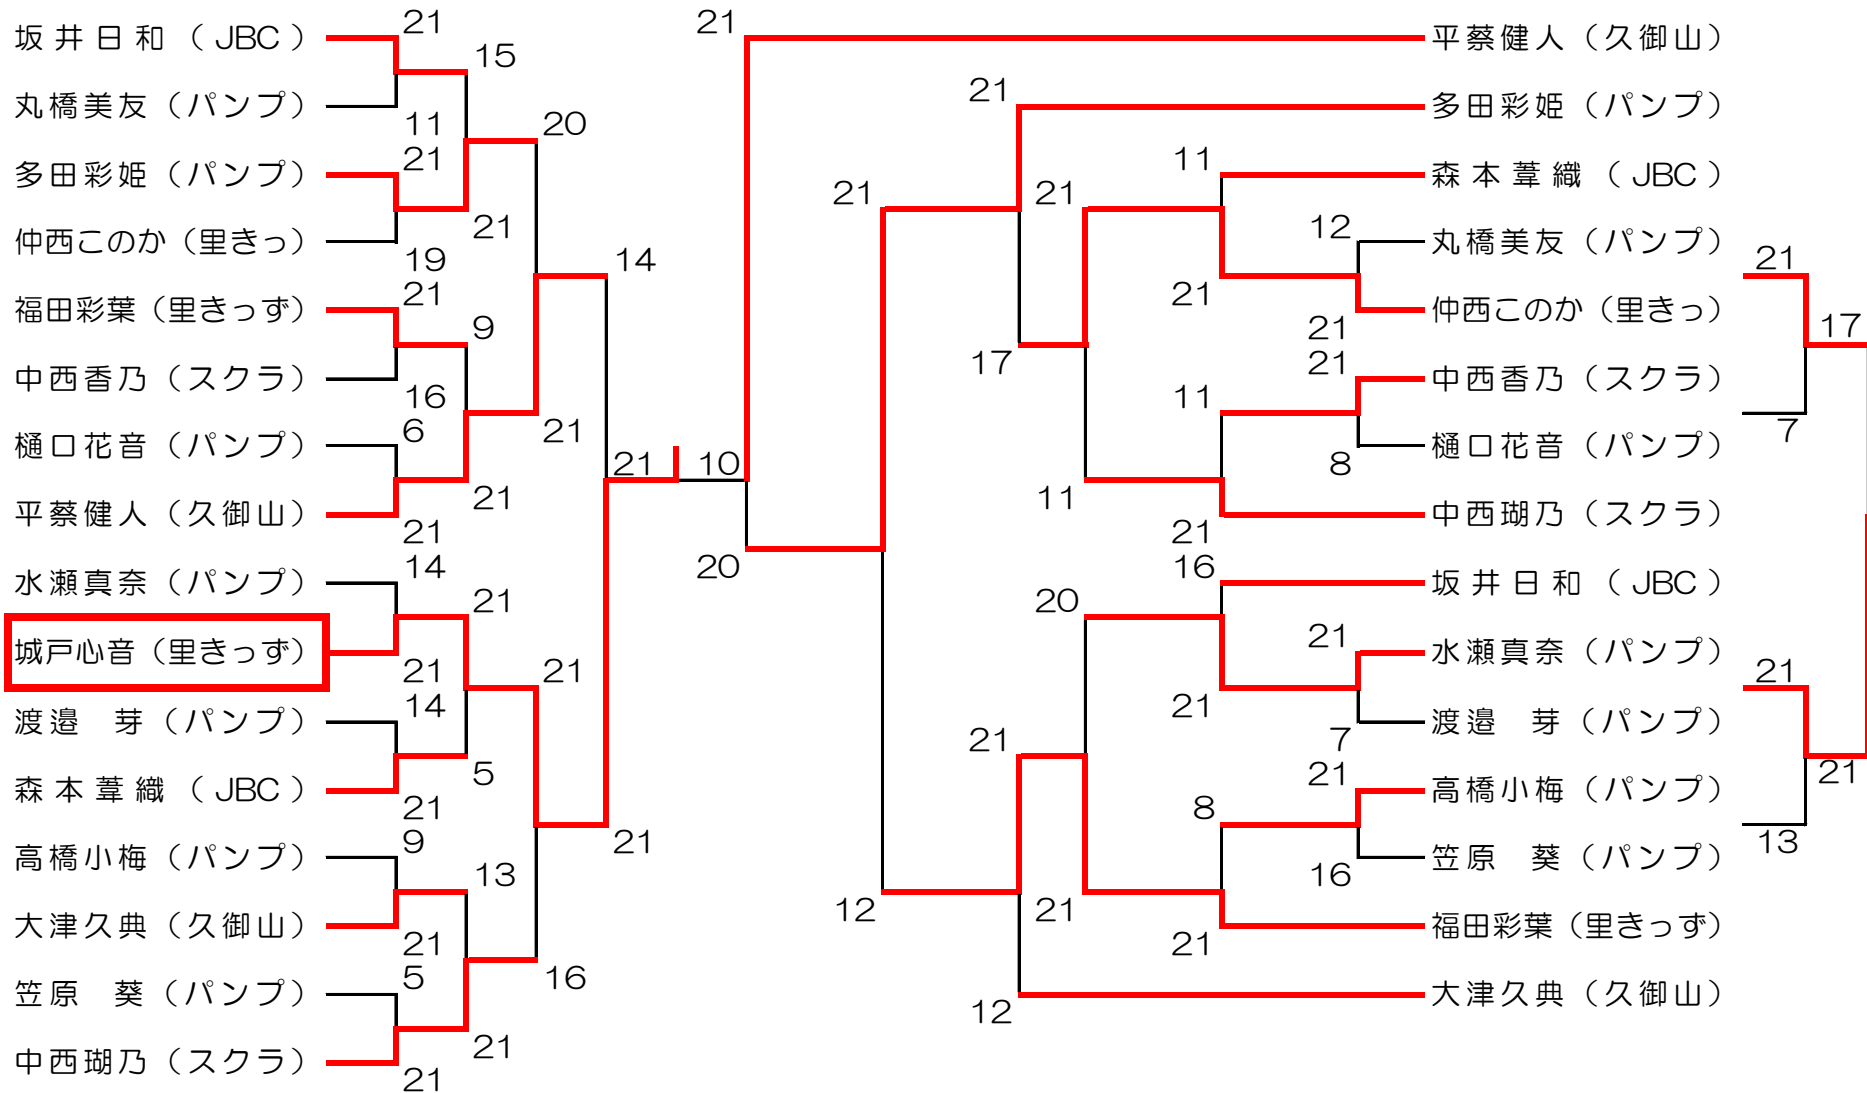 坂井日和（JBC）
丸橋美友（パンプ）
多田彩姫（パンプ）
仲西このか（里きっ）
福田彩葉（里きっず）
中西香乃（スクラ）
樋口花音（パンプ）
平蔡健人（久御山）
水瀬真奈（パンプ）
城戸心音（里きっず）
渡邉　芽（パンプ）
森本葦織（JBC）
高橋小梅（パンプ）
大津久典（久御山）
笠原　葵（パンプ）
中西瑚乃（スクラ）
21
11
21
19
21
16
6
21
14
21
14
21
9
21
5
21
15
21
9
21
21
5
13
21
20
21
21
16
14
21
21
10
21
20
21
12
21
17
21
12
21
11
20
21
11
21
11
21
16
21
8
21
12
21
21
8
21
7
21
16
平蔡健人（久御山）
多田彩姫（パンプ）
森本葦織（JBC）
丸橋美友（パンプ）
仲西このか（里きっ）
中西香乃（スクラ）
樋口花音（パンプ）
中西瑚乃（スクラ）
坂井日和（JBC）
水瀬真奈（パンプ）
渡邉　芽（パンプ）
高橋小梅（パンプ）
笠原　葵（パンプ）
福田彩葉（里きっず）
大津久典（久御山）
21
7
21
13
17
21